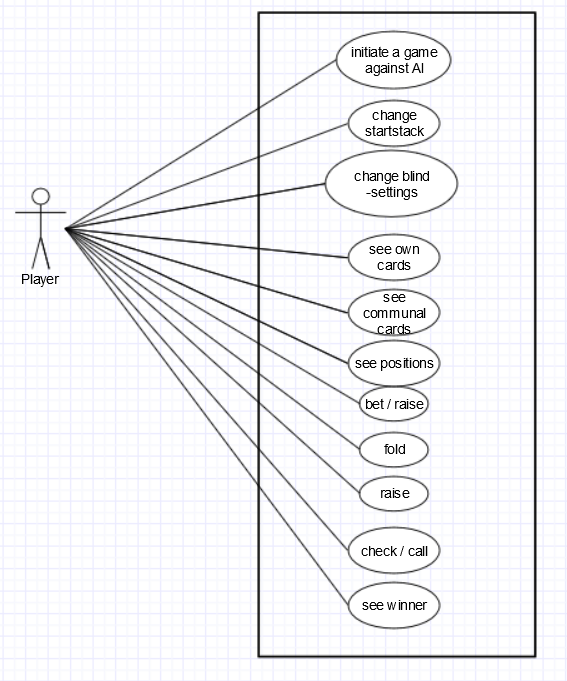 initiate a game
against AI
change
startstack
change blind
-settings
Player
see own
cards
see
communal
cards
see positions
bet / raise
fold
raise
check / call
see winner